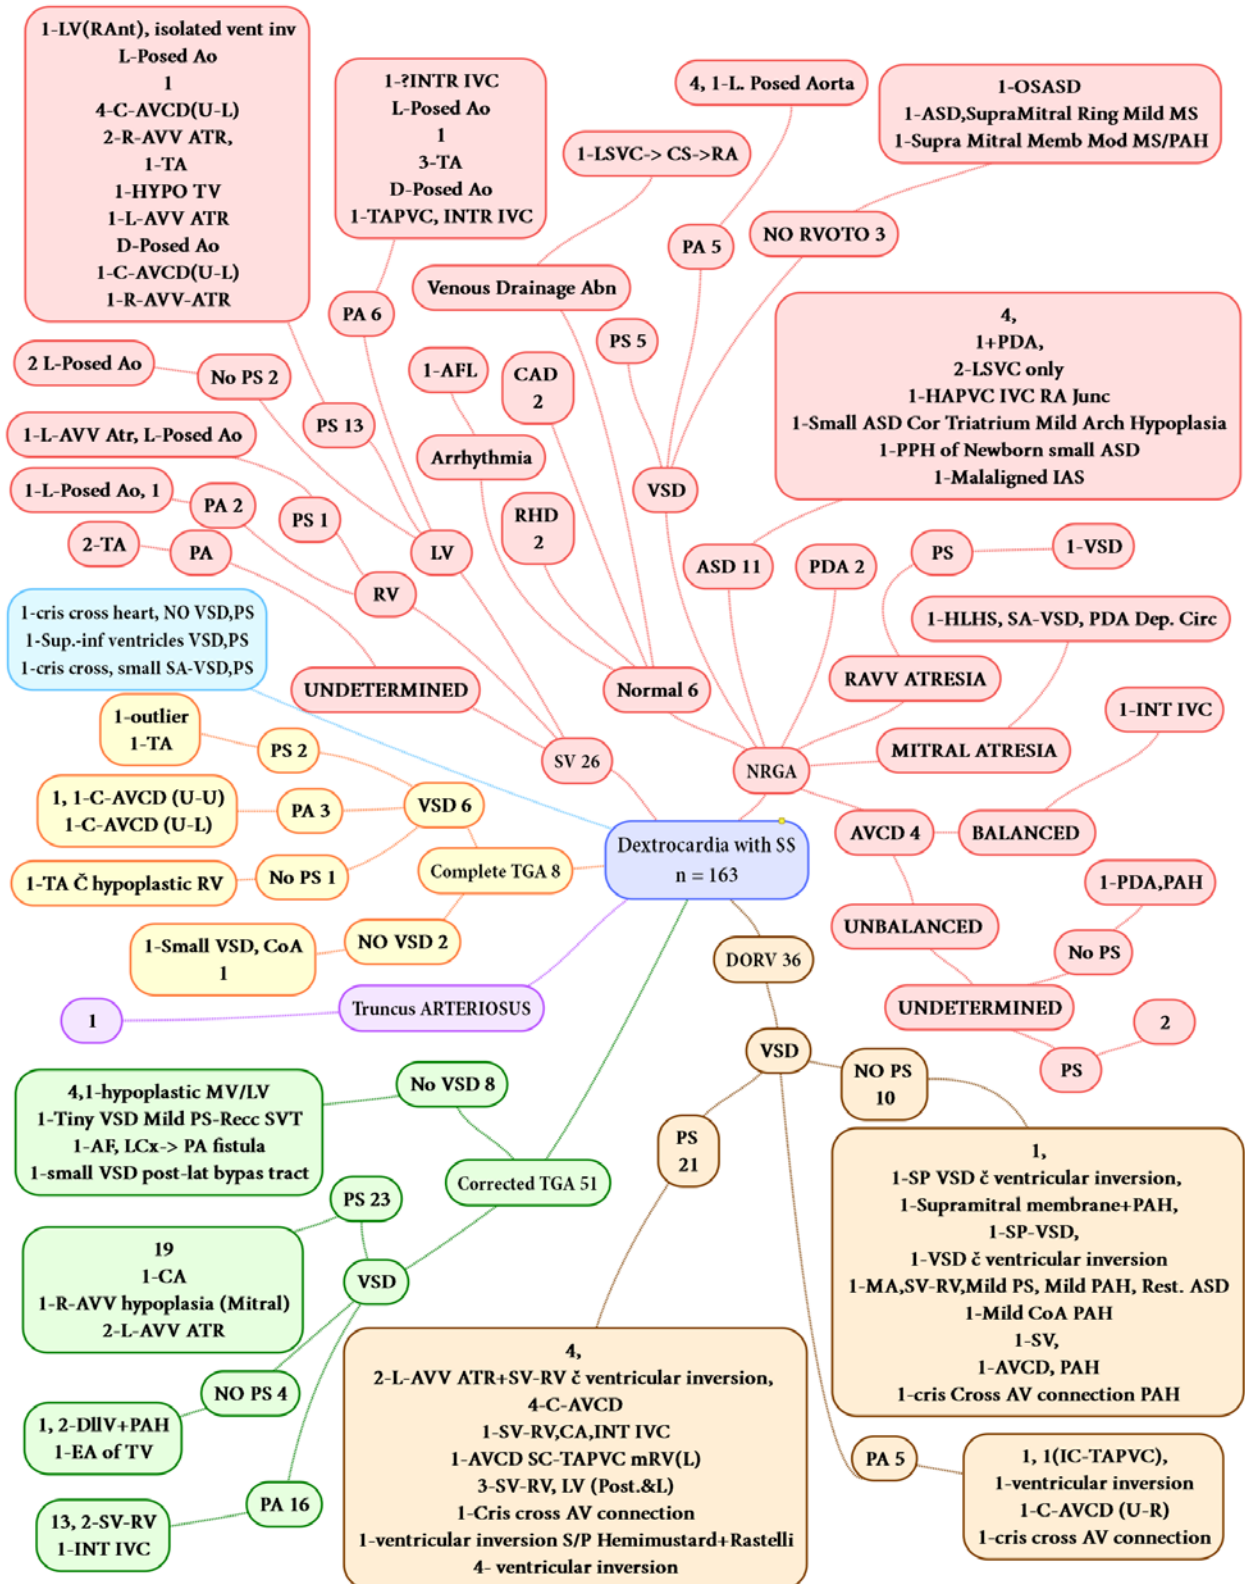 1-LV(RAnt), isolated vent inv
L-Posed Ao
1
4-C-AVCD(U-L)
2-R-AVV ATR,
1-TA
1-HYPO TV
1-L-AVV ATR
D-Posed Ao
1-C-AVCD(U-L)
1-R-AVV-ATR
1-?INTR IVC
L-Posed Ao
1
3-TA
D-Posed Ao
1-TAPVC, INTR IVC
4, 1-L. Posed Aorta
1-OSASD
1-ASD,SupraMitral Ring Mild MS
1-Supra Mitral Memb Mod MS/PAH
1-LSVC-> CS->RA
PA 5
NO RVOTO 3
Venous Drainage Abn
PA 6
PS 5
4,
1+PDA,
2-LSVC only
1-HAPVC IVC RA Junc
1-Small ASD Cor Triatrium Mild Arch Hypoplasia
1-PPH of Newborn small ASD
1-Malaligned IAS
2 L-Posed Ao
No PS 2
1-AFL
CAD
2
PS 13
1-L-AVV Atr, L-Posed Ao
Arrhythmia
VSD
1-L-Posed Ao, 1
PA 2
PS 1
RHD
2
2-TA
PA
LV
ASD 11
PDA 2
PS
1-VSD
RV
1-cris cross heart, NO VSD,PS
1-Sup.-inf ventricles VSD,PS
1-cris cross, small SA-VSD,PS
1-HLHS, SA-VSD, PDA Dep. Circ
UNDETERMINED
Normal 6
RAVV ATRESIA
1-INT IVC
1-outlier
1-TA
PS 2
SV 26
NRGA
MITRAL ATRESIA
1, 1-C-AVCD (U-U)
1-C-AVCD (U-L)
PA 3
VSD 6
Dextrocardia with SS
n = 163
AVCD 4
BALANCED
1-TA Č hypoplastic RV
No PS 1
Complete TGA 8
1-PDA,PAH
1-Small VSD, CoA
1
NO VSD 2
UNBALANCED
No PS
DORV 36
1
Truncus ARTERIOSUS
UNDETERMINED
2
VSD
PS
NO PS
10
4,1-hypoplastic MV/LV
1-Tiny VSD Mild PS-Recc SVT
1-AF, LCx-> PA fistula
1-small VSD post-lat bypas tract
No VSD 8
PS
21
Corrected TGA 51
1,
1-SP VSD č ventricular inversion,
1-Supramitral membrane+PAH,
1-SP-VSD,
1-VSD č ventricular inversion
1-MA,SV-RV,Mild PS, Mild PAH, Rest. ASD
1-Mild CoA PAH
1-SV,
1-AVCD, PAH
1-cris Cross AV connection PAH
PS 23
19
1-CA
1-R-AVV hypoplasia (Mitral)
2-L-AVV ATR
VSD
4,
2-L-AVV ATR+SV-RV č ventricular inversion,
4-C-AVCD
1-SV-RV,CA,INT IVC
1-AVCD SC-TAPVC mRV(L)
3-SV-RV, LV (Post.&L)
1-Cris cross AV connection
1-ventricular inversion S/P Hemimustard+Rastelli
4- ventricular inversion
NO PS 4
1, 2-DIIV+PAH
1-EA of TV
PA 5
1, 1(IC-TAPVC),
1-ventricular inversion
1-C-AVCD (U-R)
1-cris cross AV connection
PA 16
13, 2-SV-RV
1-INT IVC